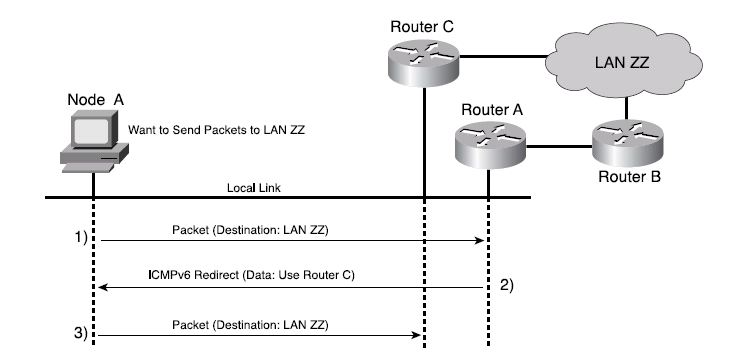 Router C
LAN ZZ
Node A
Want to Send Packets to LAN ZZ
Router A
Router B
Local Link
1)
Packet (Destination: LAN ZZ)
ICMPv6 Redirect (Data: Use Router C)
2)
3)
Packet (Destination: LAN ZZ)